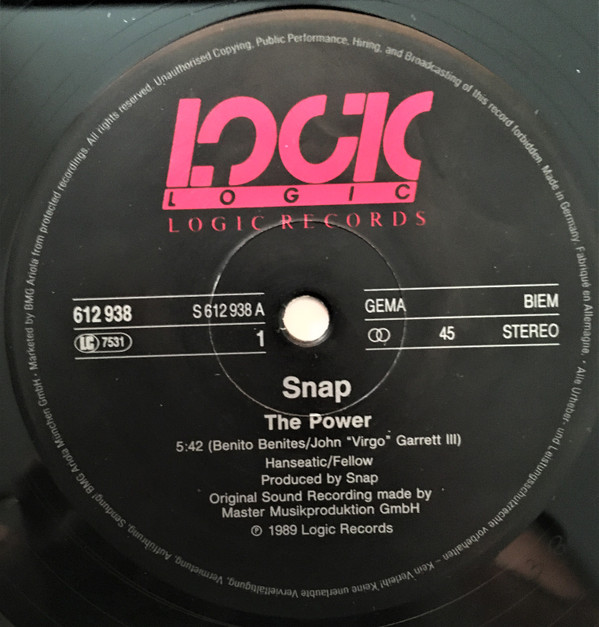 LOGIC
LOGIC
LOGIC RECORDS
612 938
S 612 938 A
GEMA
BIEM
LC 7531
1
45
STEREO
Snap
The Power
5:42 (Benito Benites/John "Virgo" Garrett III)
Hanseatic/Fellow
Produced by Snap
Original Sound Recording made by
Master Musikproduktion GmbH
℗ 1989 Logic Records
Marketed by BMG Ariola from protected recordings. All rights reserved. Unauthorised Copying, Public Performance, Hiring, and Broadcasting of this record forbidden. Made in Germany. Fabriqué en Allemagne. • Alle Urheber- und Leistungsschutzrechte vorbehalten – Kein Verleih! Keine unerlaubte Vervielfältigung, Vermietung, Aufführung, Sendung BMG Ariola München GmbH •